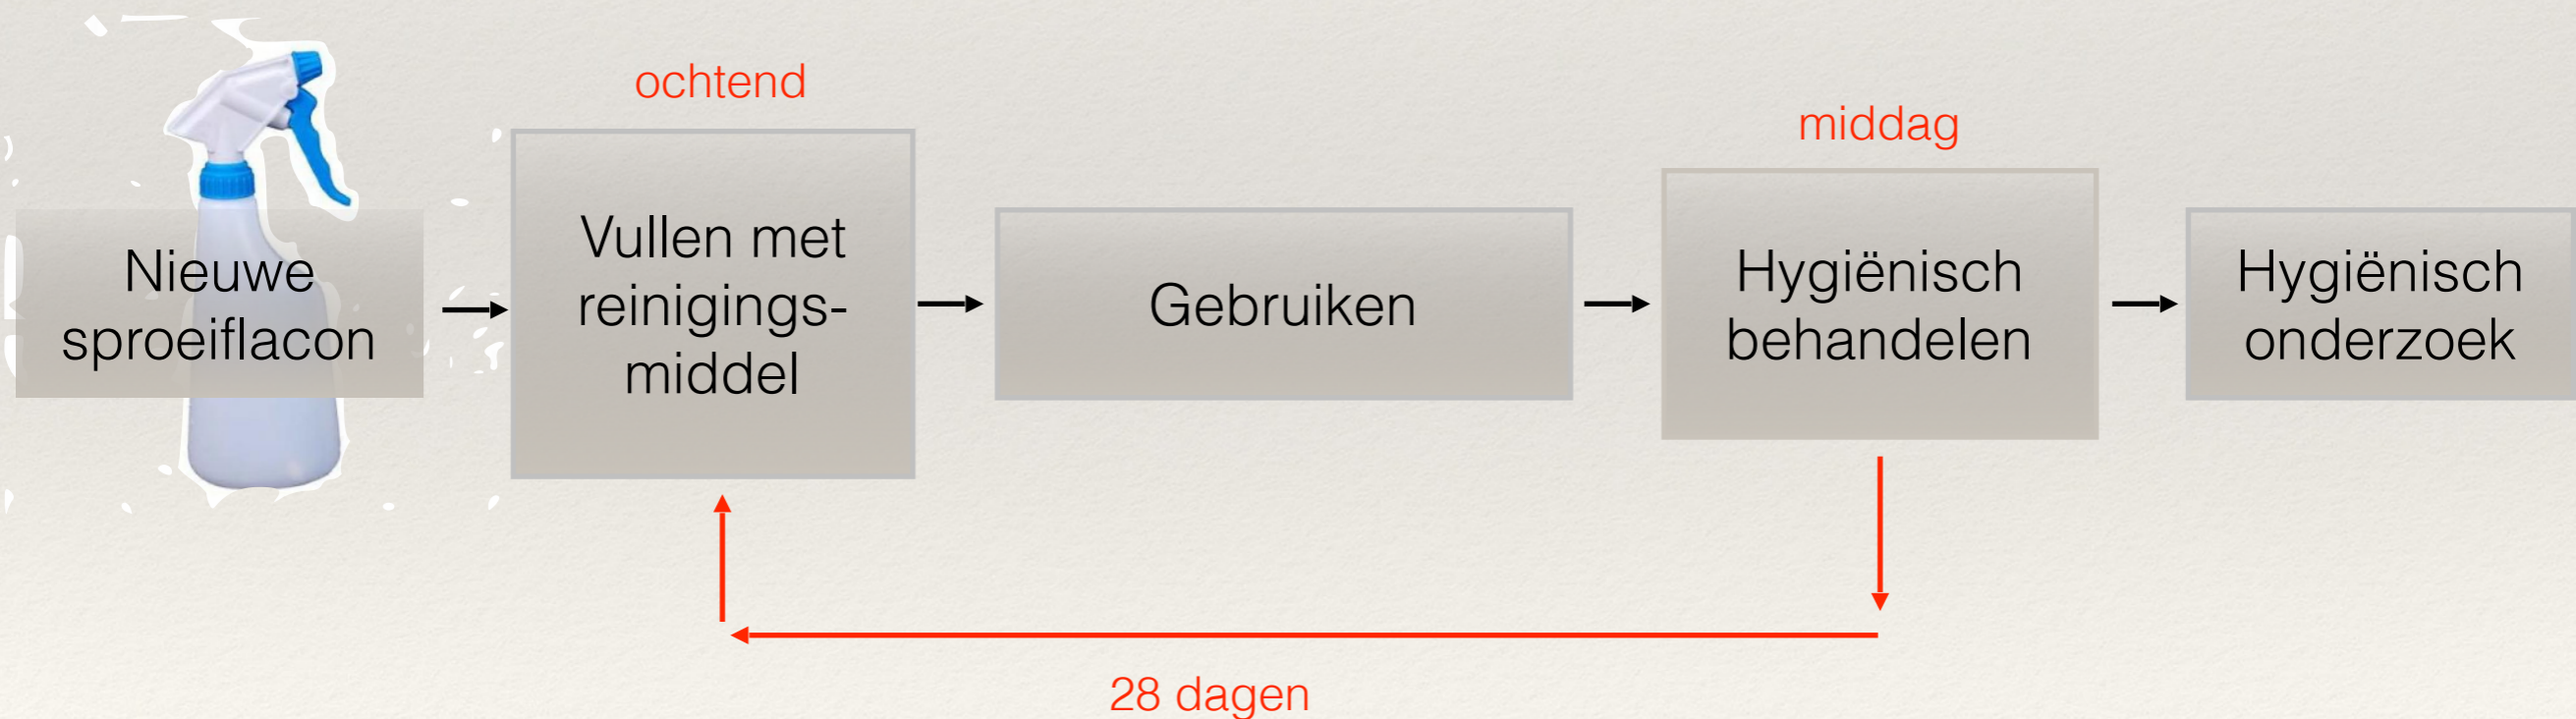 ochtend
middag
Nieuwe
sproeiflacon
Vullen met
reinigings-
middel
Gebruiken
Hygiënisch
behandelen
Hygiënisch
onderzoek
28 dagen